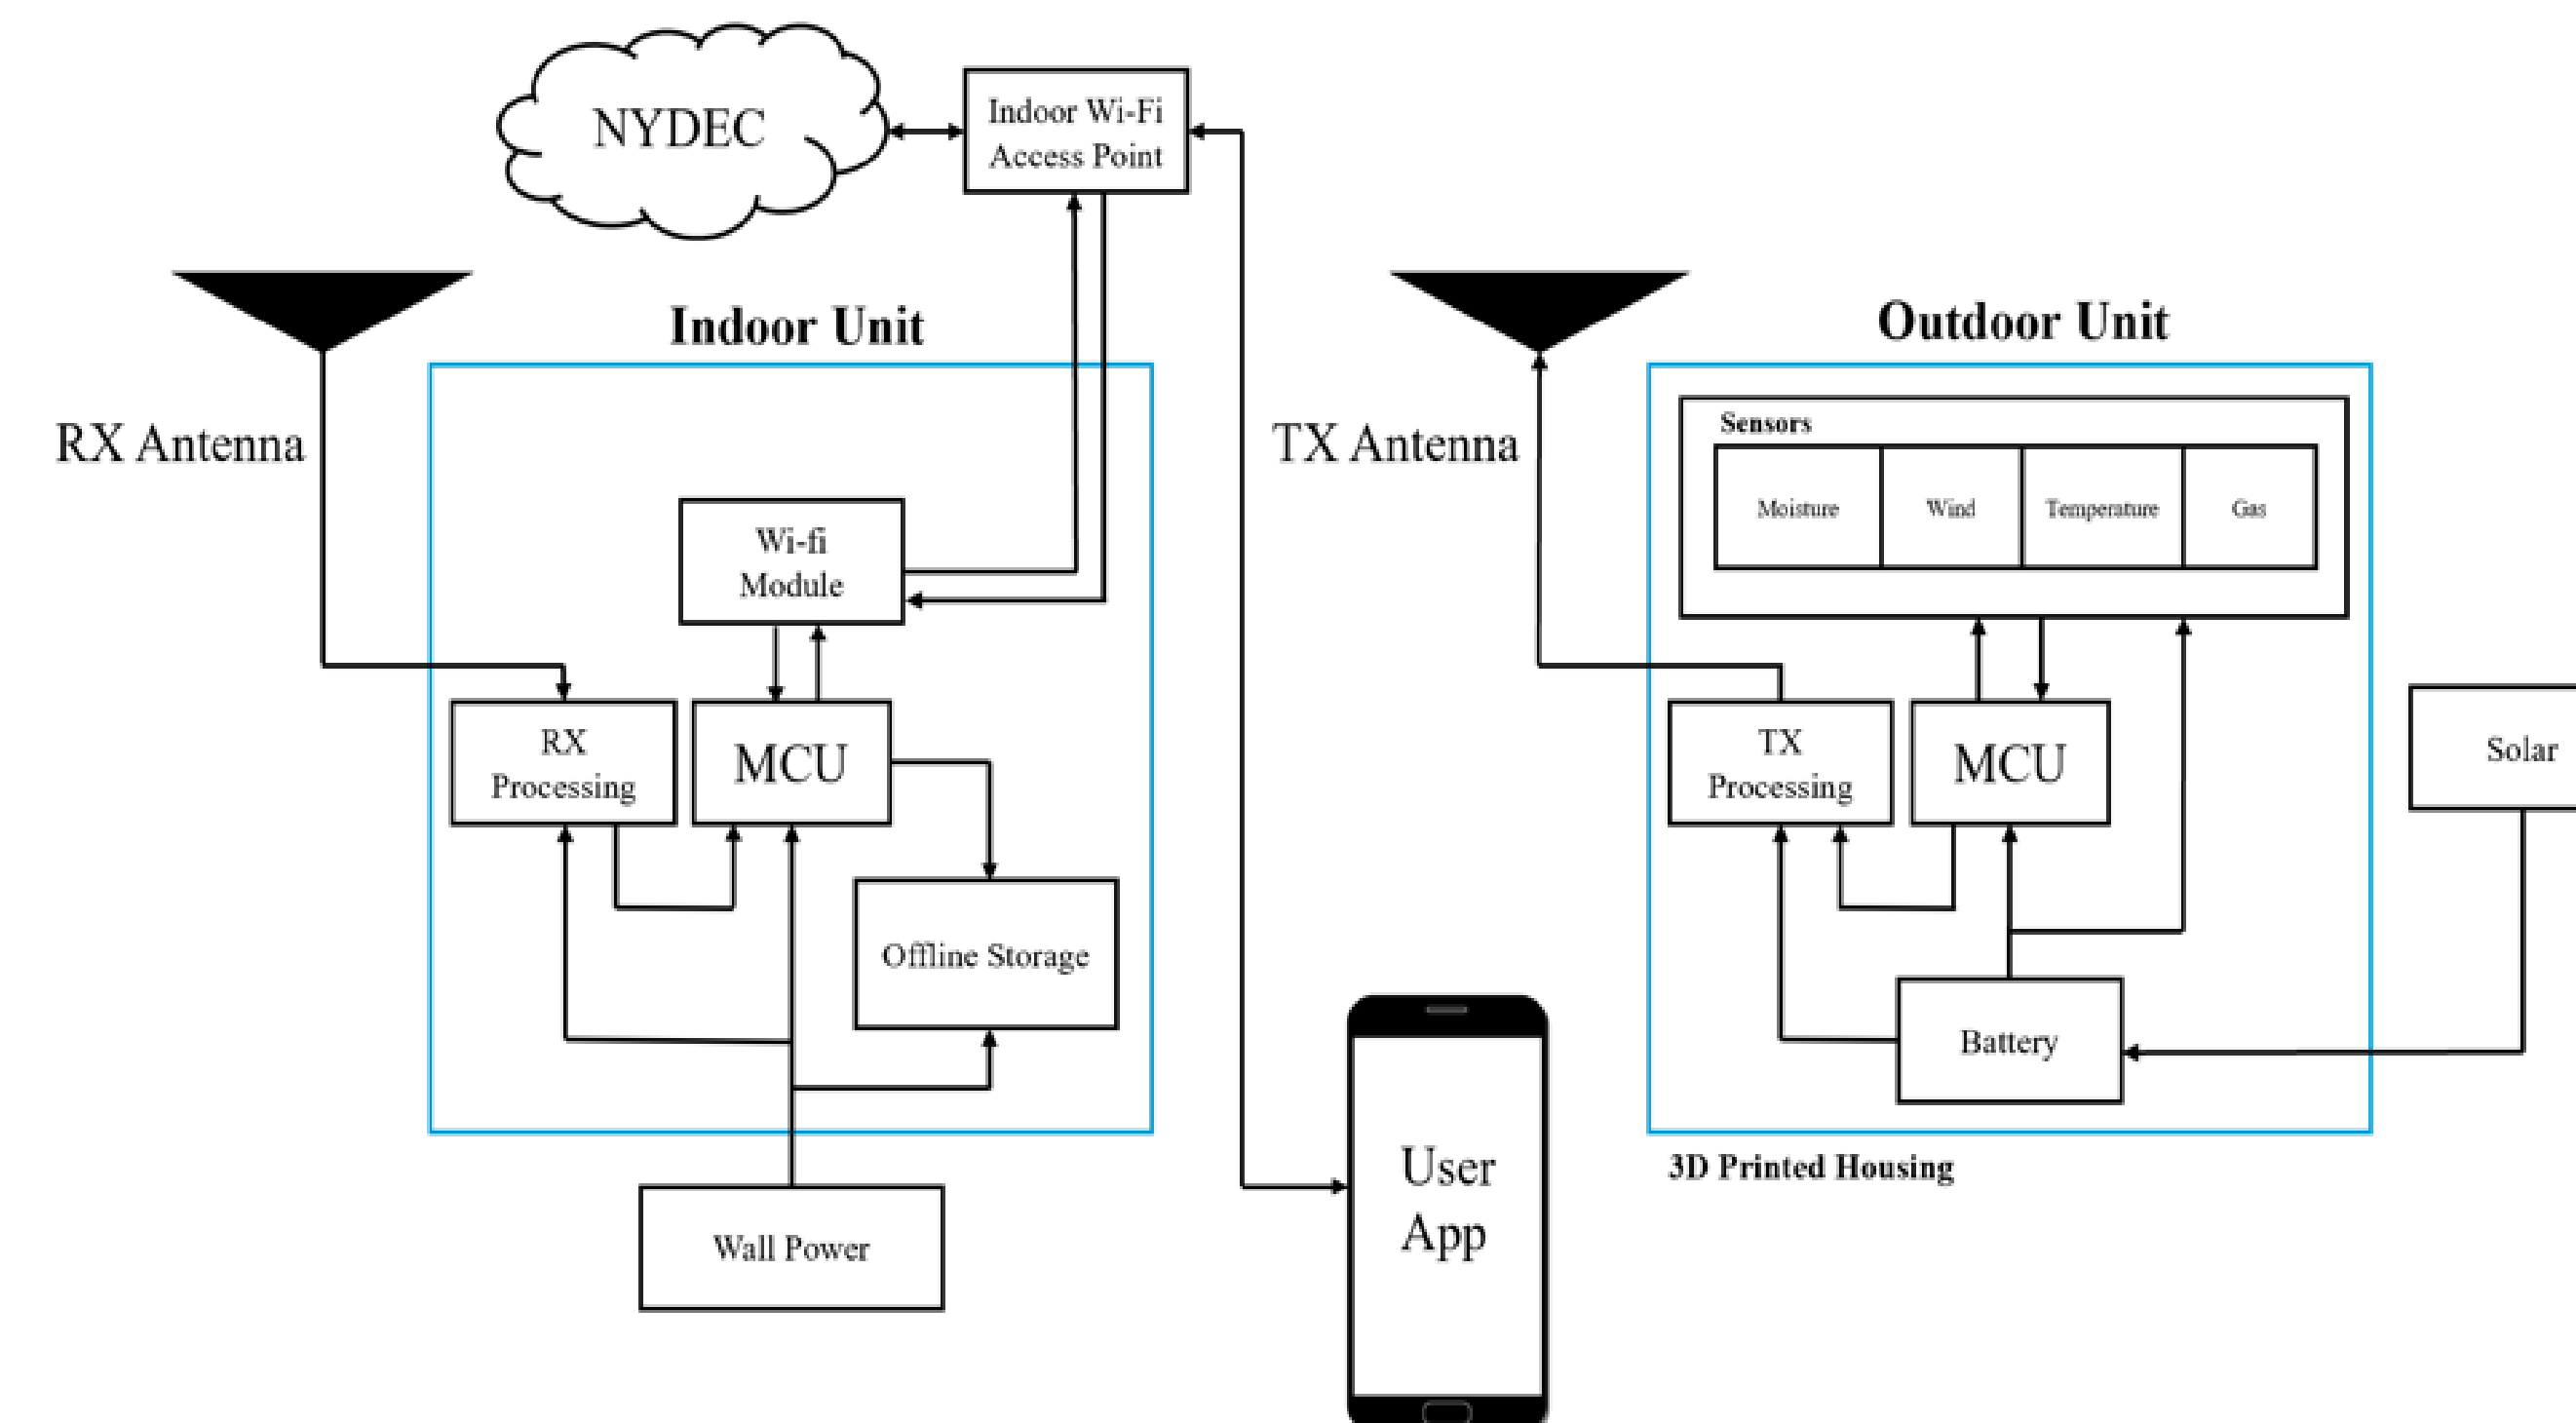 NYDEC
Indoor Wi-Fi
Access Point
Indoor Unit
Outdoor Unit
RX Antenna
TX Antenna
Sensors
Moisture
Wind
Temperature
Gas
Wi-fi
Module
RX
Processing
MCU
TX
Processing
MCU
Solar
Offline Storage
Battery
User
App
3D Printed Housing
Wall Power